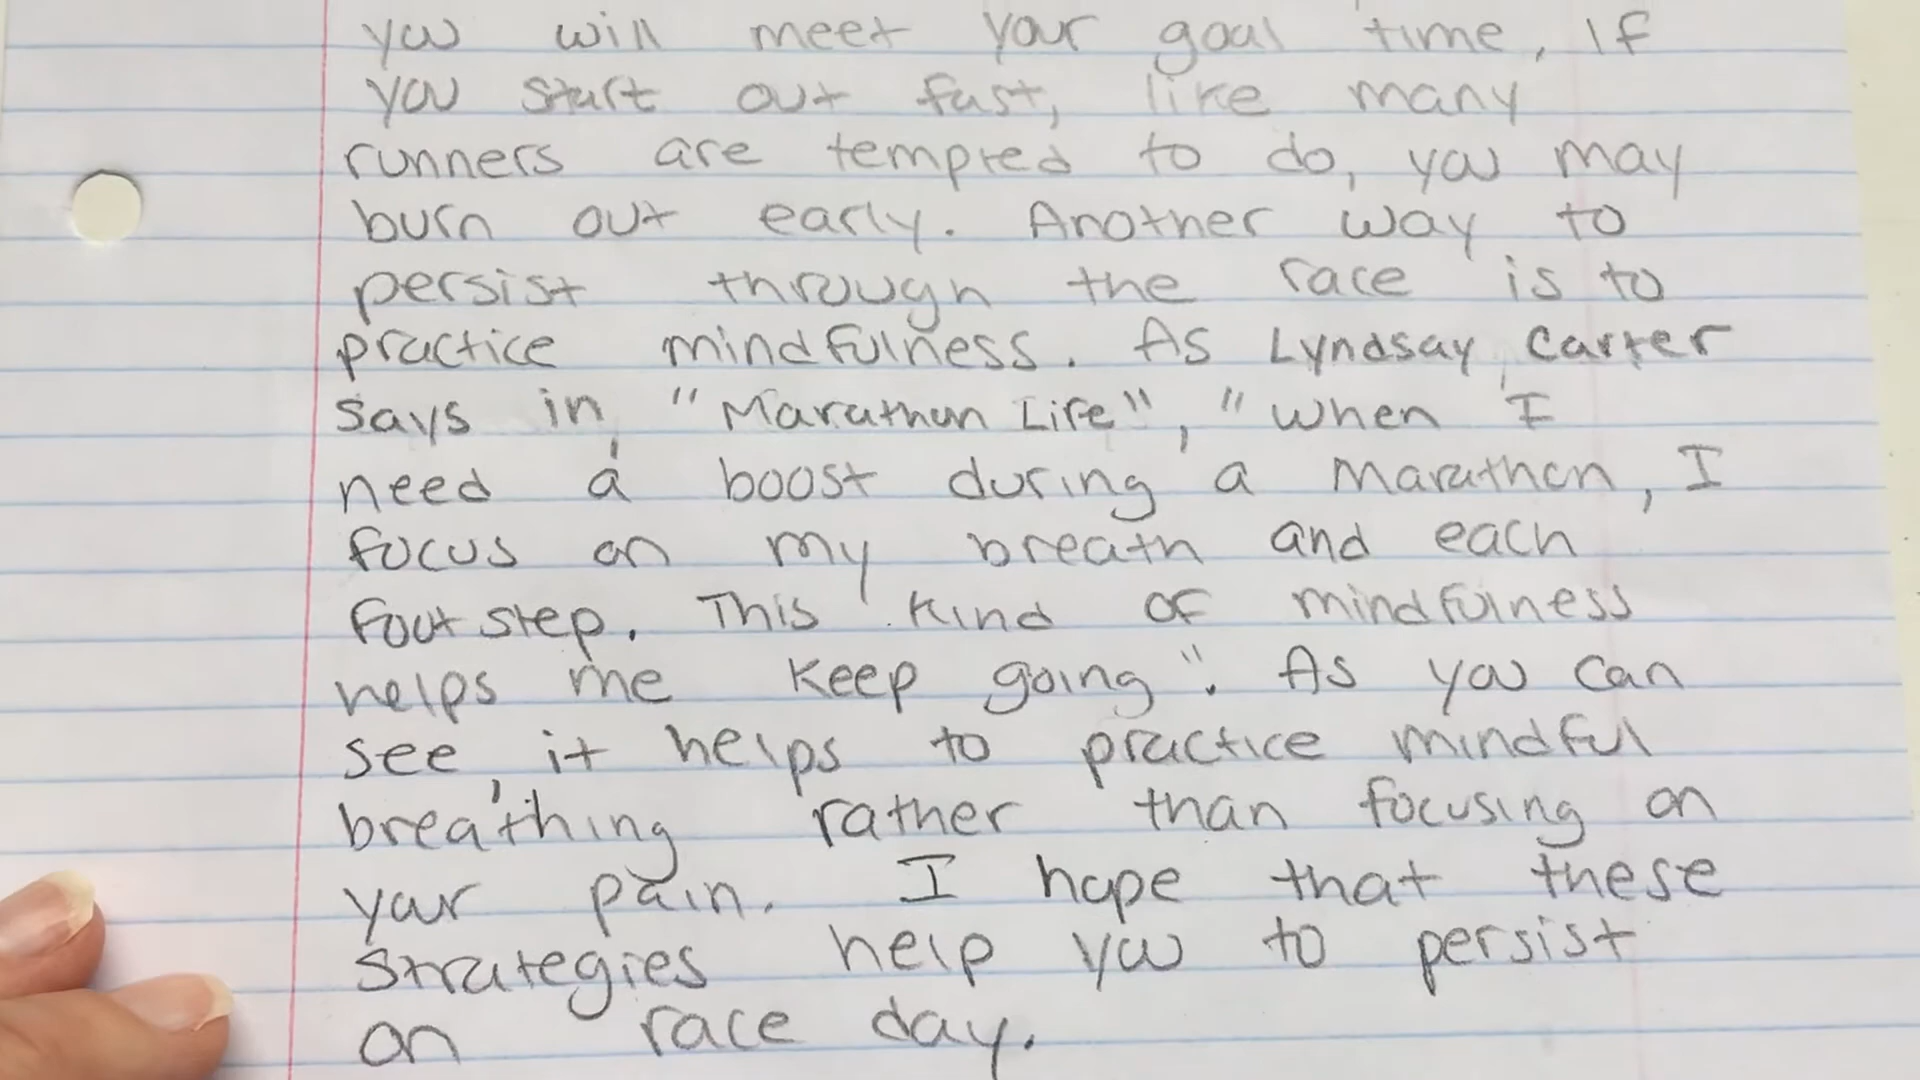 you will meet your goal time, If
you start out fast, like many
runners are tempted to do, you may
burn out early. Another way to
persist through the race is to
practice mindfulness. As Lyndsay Carter
says in, "Marathon Life", "When I
need a boost during a marathon, I
focus on my breath and each
foot step. This kind of mindfulness
helps me keep going". As you can
see, it helps to practice mindful
breathing rather than focusing on
your pain. I hope that these
strategies help you to persist
on race day.